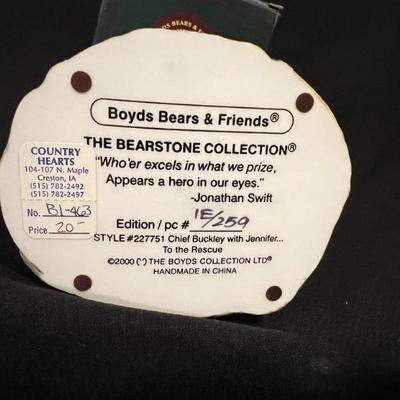 Boyds Bears & Friends®
THE BEARSTONE COLLECTION®
"Who'er excels in what we prize,
Appears a hero in our eyes."
-Jonathan Swift
Edition / pc # 1E/259
STYLE #227751 Chief Buckley with Jennifer...
To the Rescue
©2000 THE BOYDS COLLECTION LTD®
HANDMADE IN CHINA
COUNTRY
HEARTS
104-107 N. Maple
Creston, IA
(515) 782-2492
(515) 782-2497
No. B1-463
Price 20-